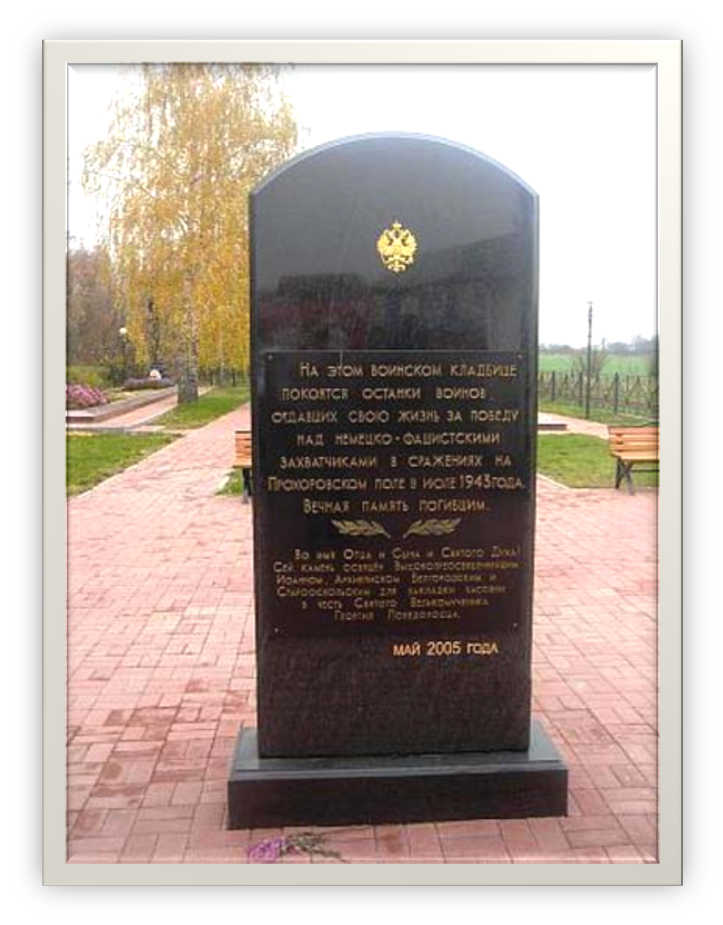 На этом воинском кладбище
покоятся останки воинов,
отдавших свою жизнь за победу
над немецко-фашистскими
захватчиками в сражениях на
Прохоровском поле в июле 1943 года.
Вечная память погибшим.
Во имя Отца и Сына и Святого Духа!
Сей камень освящён Высокопреосвященнейшим
Иоанном, Архиепископом Белгородским и
Старооскольским для закладки часовни
в честь Святого Великомученика
Георгия Победоносца.
МАЙ 2005 ГОДА